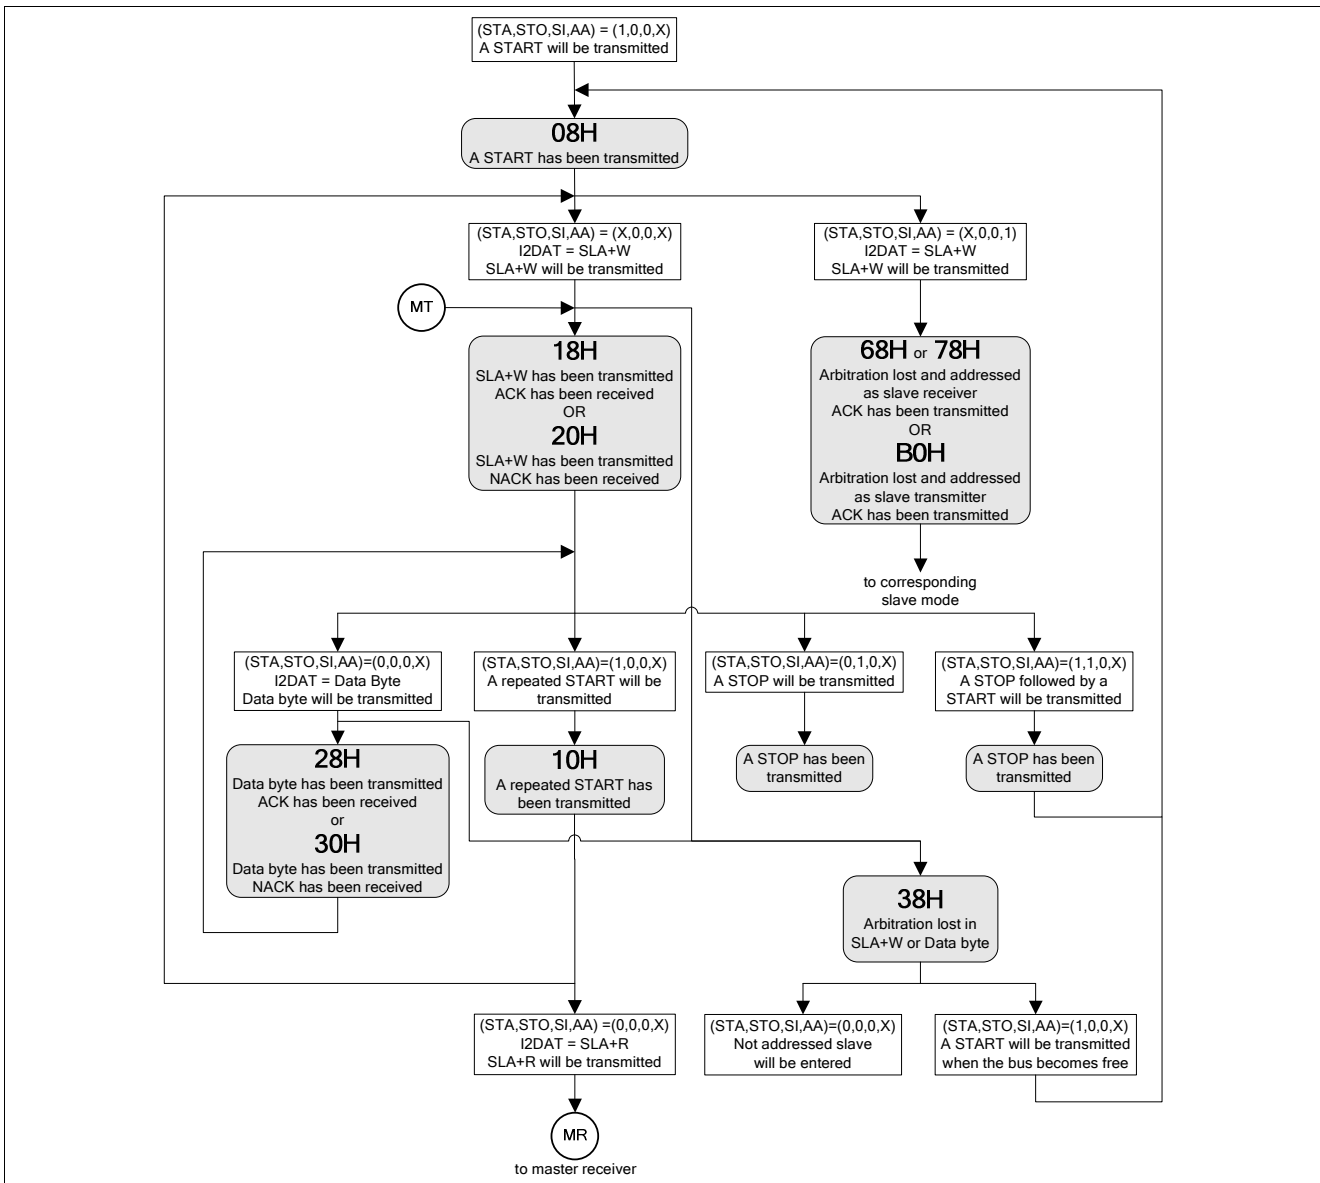 (STA,STO,SI,AA) = (1,0,0,X)
A START will be transmitted
08H
A START has been transmitted
(STA,STO,SI,AA) = (X,0,0,X)
I2DAT = SLA+W
SLA+W will be transmitted
(STA,STO,SI,AA) = (X,0,0,1)
I2DAT = SLA+W
SLA+W will be transmitted
MT
18H
SLA+W has been transmitted
ACK has been received
OR
20H
SLA+W has been transmitted
NACK has been received
68H or 78H
Arbitration lost and addressed
as slave receiver
ACK has been transmitted
OR
B0H
Arbitration lost and addressed
as slave transmitter
ACK has been transmitted
to corresponding
slave mode
(STA,STO,SI,AA)=(0,0,0,X)
I2DAT = Data Byte
Data byte will be transmitted
(STA,STO,SI,AA)=(1,0,0,X)
A repeated START will be
transmitted
(STA,STO,SI,AA)=(0,1,0,X)
A STOP will be transmitted
(STA,STO,SI,AA)=(1,1,0,X)
A STOP followed by a
START will be transmitted
28H
Data byte has been transmitted
ACK has been received
or
30H
Data byte has been transmitted
NACK has been received
10H
A repeated START has
been transmitted
A STOP has been
transmitted
A STOP has been
transmitted
38H
Arbitration lost in
SLA+W or Data byte
(STA,STO,SI,AA) =(0,0,0,X)
I2DAT = SLA+R
SLA+R will be transmitted
(STA,STO,SI,AA)=(0,0,0,X)
Not addressed slave
will be entered
(STA,STO,SI,AA)=(1,0,0,X)
A START will be transmitted
when the bus becomes free
MR
to master receiver